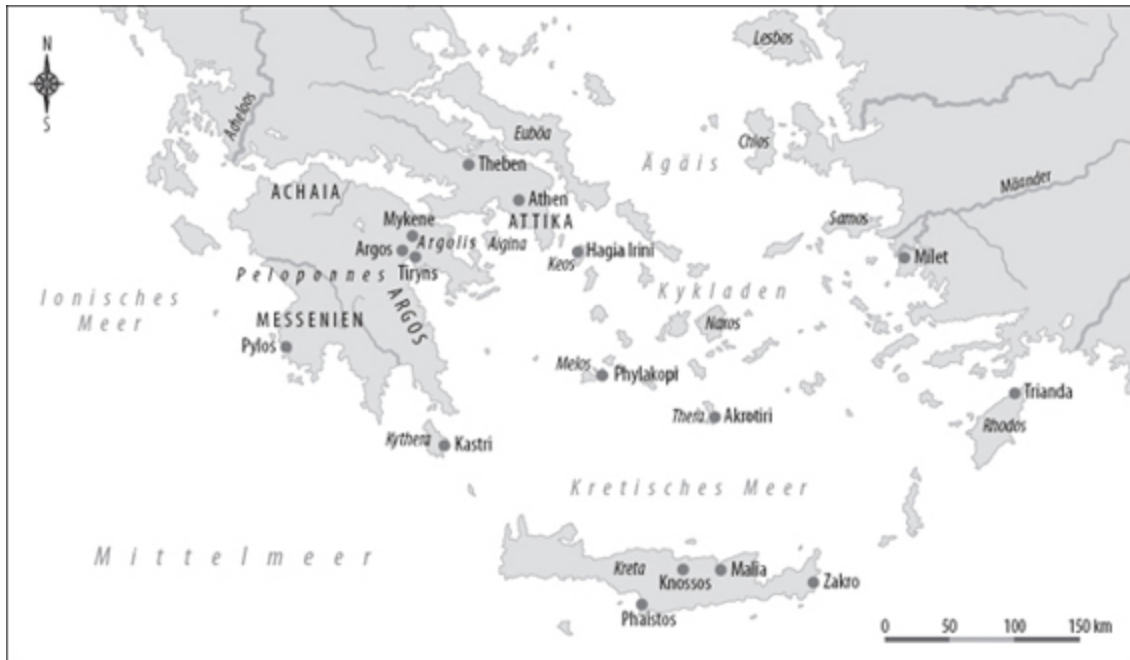 N
S
Lesbos
Acheloos
Euböa
Chios
Ägäis
Theben
Mäander
ACHAIA
Athen
ATTIKA
Samos
Mykene
Argolis
Aigina
Argos
Hagia Irini
Keos
Milet
Tiryns
Peloponnes
Ionisches
Meer
Kykladen
ARGOS
MESSENIEN
Naxos
Pylos
Melos
Phylakopi
Trianda
Thera
Akrotiri
Rhodos
Kythera
Kastri
Kretisches Meer
Mittelmeer
Kreta
Knossos
Malia
Zakro
Phaistos
0 50 100 150 km